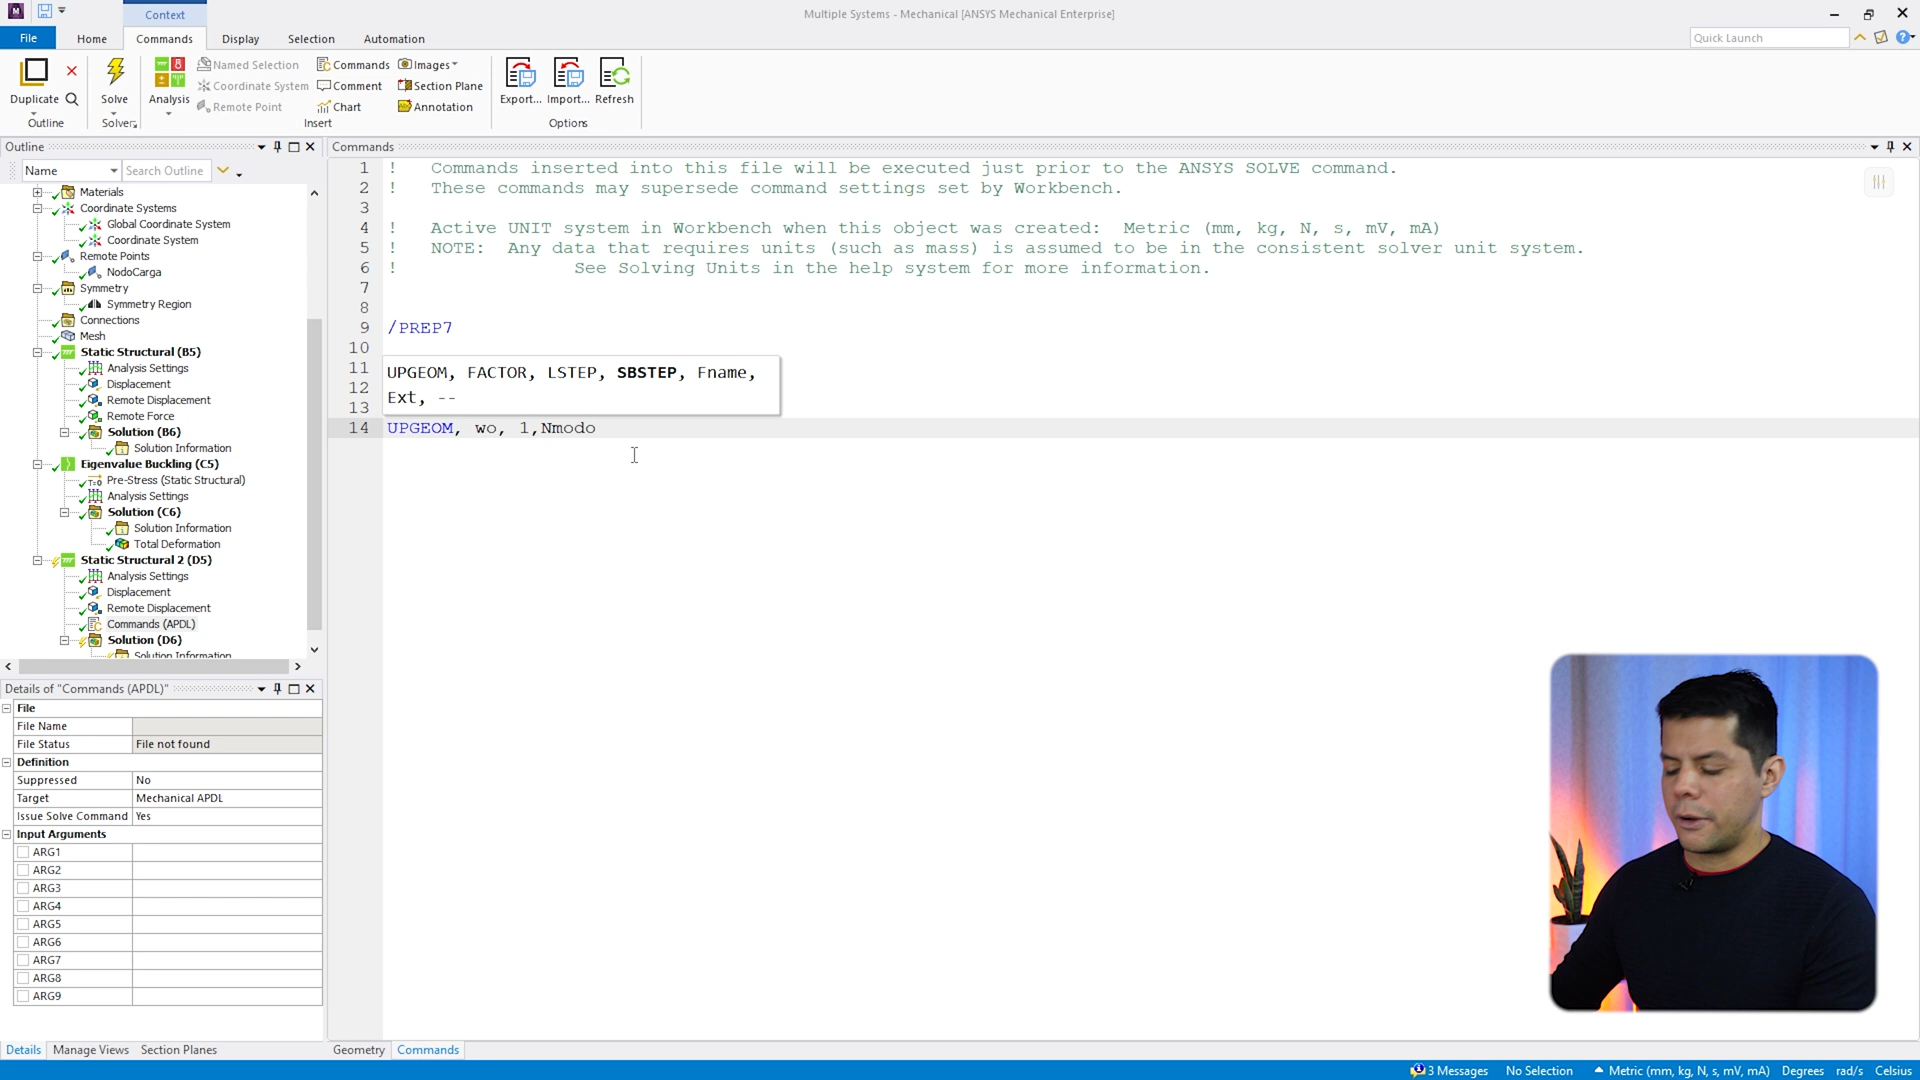 Context
Multiple Systems - Mechanical [ANSYS Mechanical Enterprise]
File
Home
Commands
Display
Selection
Automation
Quick Launch
Duplicate
Outline
Solve
Solver
Analysis
Named Selection
Coordinate System
Remote Point
Commands
Comment
Chart
Images
Section Plane
Annotation
Insert
Export...
Import...
Refresh
Options
Outline
Name
Search Outline
Materials
Coordinate Systems
Global Coordinate System
Coordinate System
Remote Points
NodoCarga
Symmetry
Symmetry Region
Connections
Mesh
Static Structural (B5)
Analysis Settings
Displacement
Remote Displacement
Remote Force
Solution (B6)
Solution Information
Eigenvalue Buckling (C5)
Pre-Stress (Static Structural)
Analysis Settings
Solution (C6)
Solution Information
Total Deformation
Static Structural 2 (D5)
Analysis Settings
Displacement
Remote Displacement
Commands (APDL)
Solution (D6)
Solution Information
Details of "Commands (APDL)"
File
File Name
File Status File not found
Definition
Suppressed No
Target Mechanical APDL
Issue Solve Command Yes
Input Arguments
ARG1
ARG2
ARG3
ARG4
ARG5
ARG6
ARG7
ARG8
ARG9
Details
Manage Views
Section Planes
Commands
1 ! Commands inserted into this file will be executed just prior to the ANSYS SOLVE command.
2 ! These commands may supersede command settings set by Workbench.
3
4 ! Active UNIT system in Workbench when this object was created: Metric (mm, kg, N, s, mV, mA)
5 ! NOTE: Any data that requires units (such as mass) is assumed to be in the consistent solver unit system.
6 ! See Solving Units in the help system for more information.
7
8
9 /PREP7
10
11
12
13
UPGEOM, FACTOR, LSTEP, SBSTEP, Fname,
Ext, --
14 UPGEOM, wo, 1,Nmodo
Geometry
Commands
3 Messages
No Selection
Metric (mm, kg, N, s, mV, mA)
Degrees
rad/s
Celsius